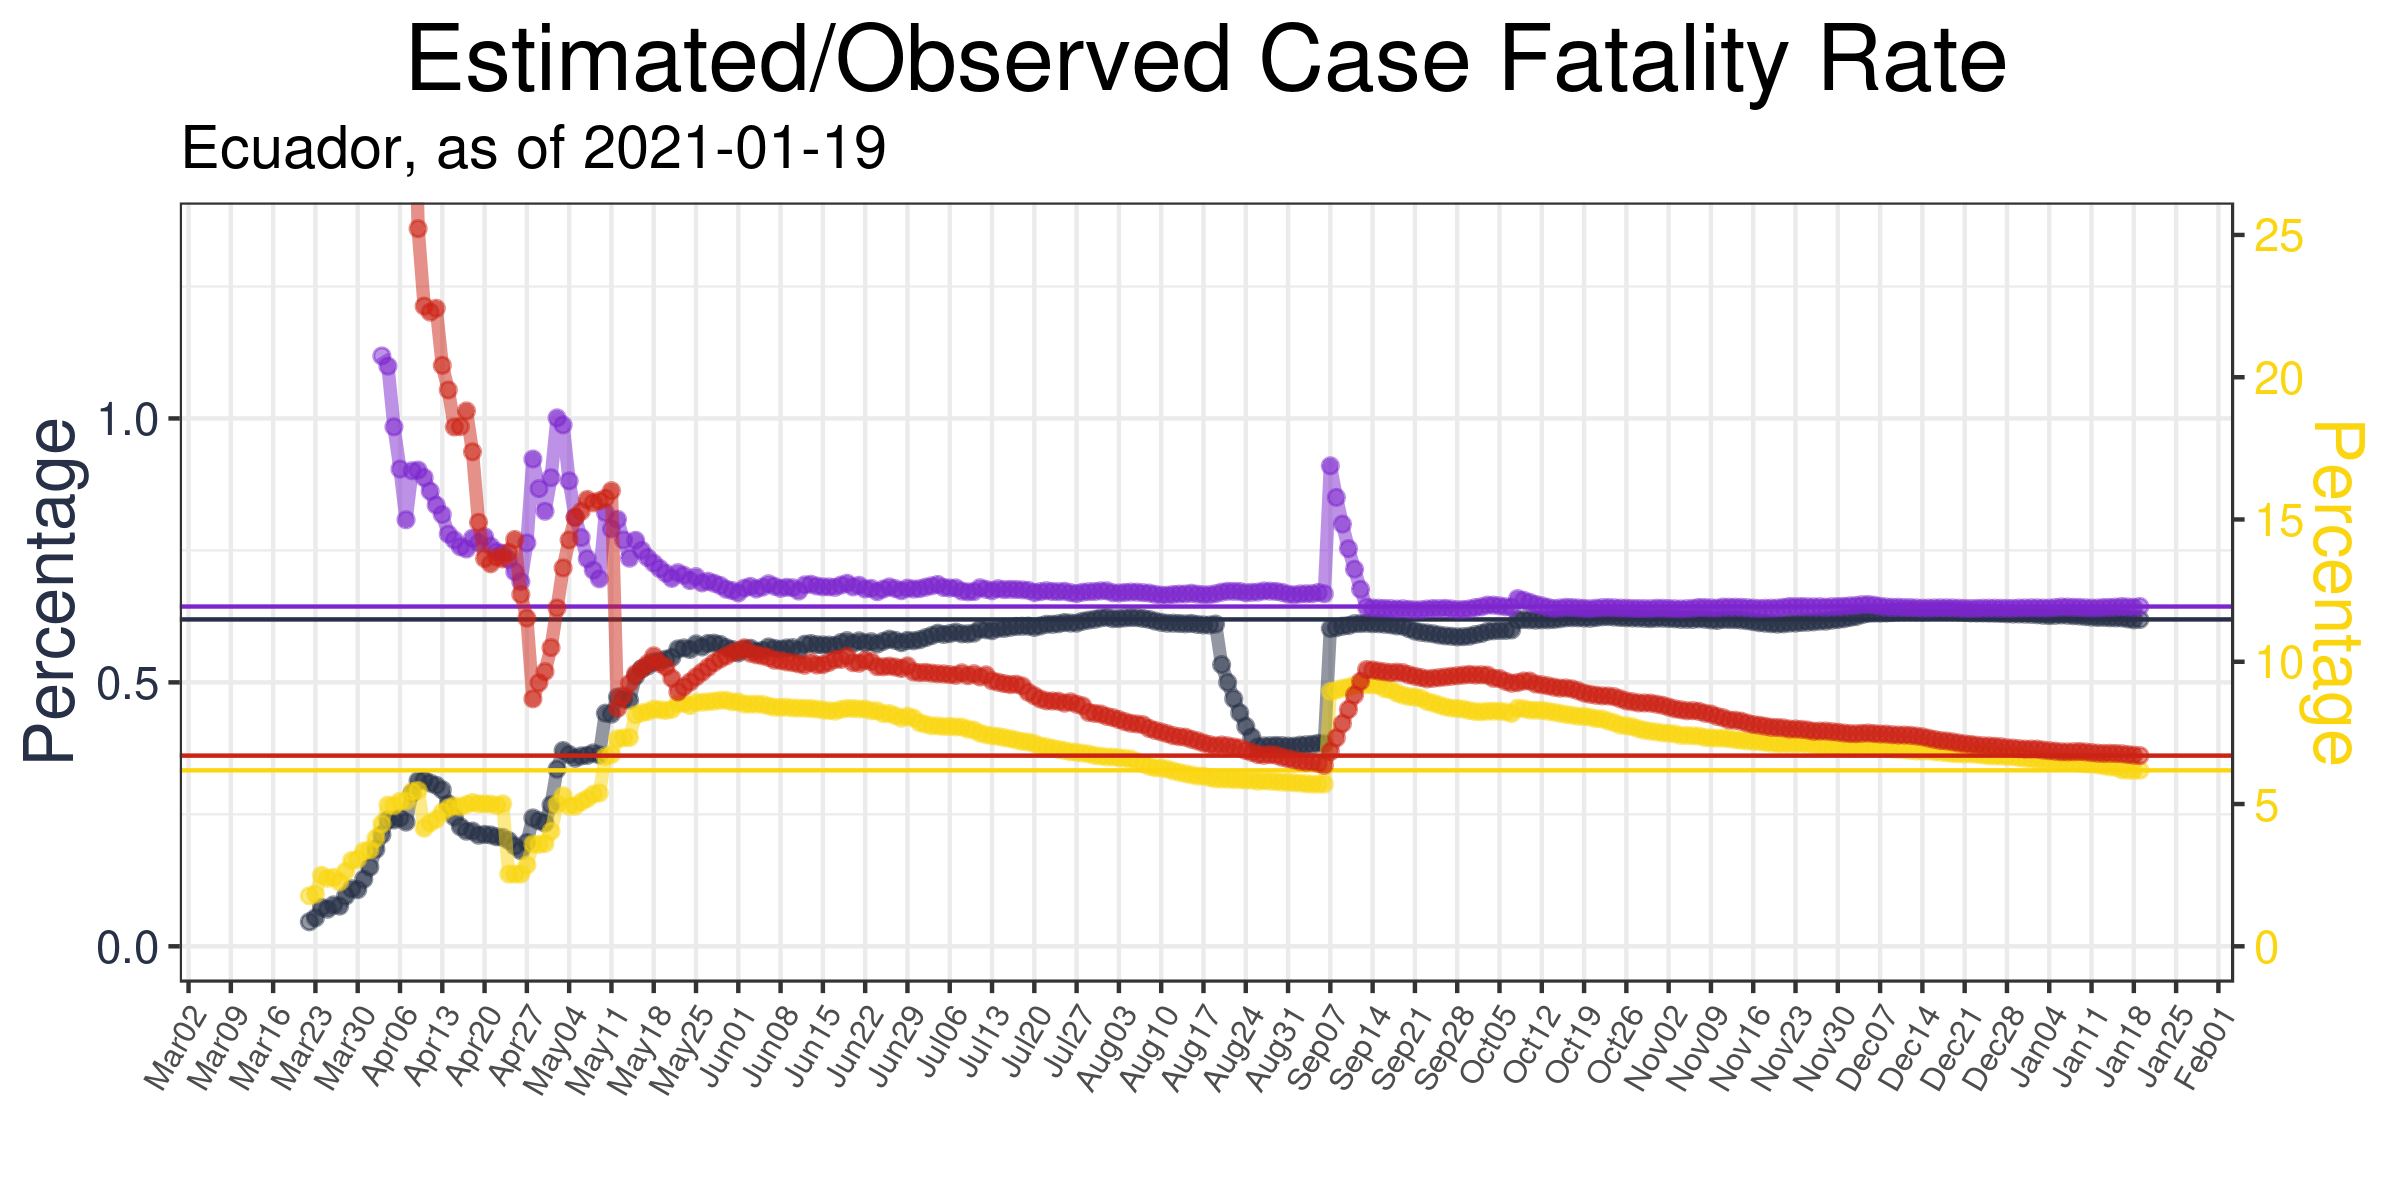 Estimated/Observed Case Fatality Rate
Ecuador, as of 2021-01-19
Percentage
1.0
0.5
0.0
25
20
15
10
5
0
Percentage
Mar02 Mar09 Mar16 Mar23 Mar30 Apr06 Apr13 Apr20 Apr27 May04 May11 May18 May25 Jun01 Jun08 Jun15 Jun22 Jun29 Jul06 Jul13 Jul20 Jul27 Aug03 Aug10 Aug17 Aug24 Aug31 Sep07 Sep14 Sep21 Sep28 Oct05 Oct12 Oct19 Oct26 Nov02 Nov09 Nov16 Nov23 Nov30 Dec07 Dec14 Dec21 Dec28 Jan04 Jan11 Jan18 Jan25 Feb01